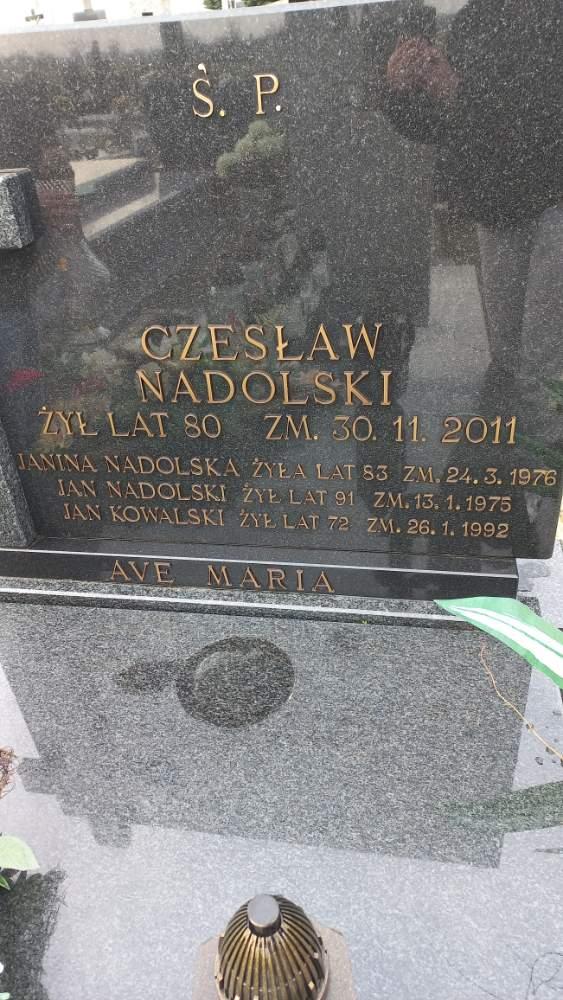 Ś. P.
CZESŁAW
NADOLSKI
ŻYŁ LAT 80 ZM. 30. 11. 2011
JANINA NADOLSKA ŻYŁA LAT 83 ZM. 24. 3. 1976
JAN NADOLSKI ŻYŁ LAT 91 ZM. 13. 1. 1975
JAN KOWALSKI ŻYŁ LAT 72 ZM. 26. 1. 1992
AVE MARIA